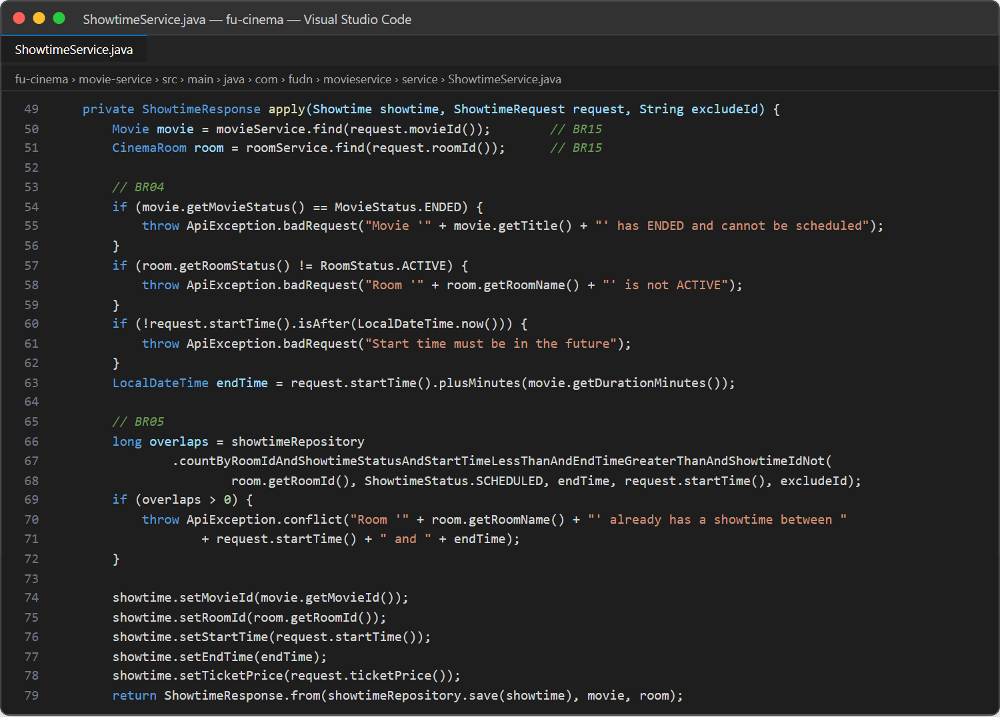 ShowtimeService.java — fu-cinema — Visual Studio Code
ShowtimeService.java
fu-cinema › movie-service › src › main › java › com › fudn › movieservice › service › ShowtimeService.java
49 private ShowtimeResponse apply(Showtime showtime, ShowtimeRequest request, String excludeId) {
50 Movie movie = movieService.find(request.movieId()); // BR15
51 CinemaRoom room = roomService.find(request.roomId()); // BR15
52
53 // BR04
54 if (movie.getMovieStatus() == MovieStatus.ENDED) {
55 throw ApiException.badRequest("Movie '" + movie.getTitle() + "' has ENDED and cannot be scheduled");
56 }
57 if (room.getRoomStatus() != RoomStatus.ACTIVE) {
58 throw ApiException.badRequest("Room '" + room.getRoomName() + "' is not ACTIVE");
59 }
60 if (!request.startTime().isAfter(LocalDateTime.now())) {
61 throw ApiException.badRequest("Start time must be in the future");
62 }
63 LocalDateTime endTime = request.startTime().plusMinutes(movie.getDurationMinutes());
64
65 // BR05
66 long overlaps = showtimeRepository
67 .countByRoomIdAndShowtimeStatusAndStartTimeLessThanAndEndTimeGreaterThanAndShowtimeIdNot(
68 room.getRoomId(), ShowtimeStatus.SCHEDULED, endTime, request.startTime(), excludeId);
69 if (overlaps > 0) {
70 throw ApiException.conflict("Room '" + room.getRoomName() + "' already has a showtime between "
71 + request.startTime() + " and " + endTime);
72 }
73
74 showtime.setMovieId(movie.getMovieId());
75 showtime.setRoomId(room.getRoomId());
76 showtime.setStartTime(request.startTime());
77 showtime.setEndTime(endTime);
78 showtime.setTicketPrice(request.ticketPrice());
79 return ShowtimeResponse.from(showtimeRepository.save(showtime), movie, room);